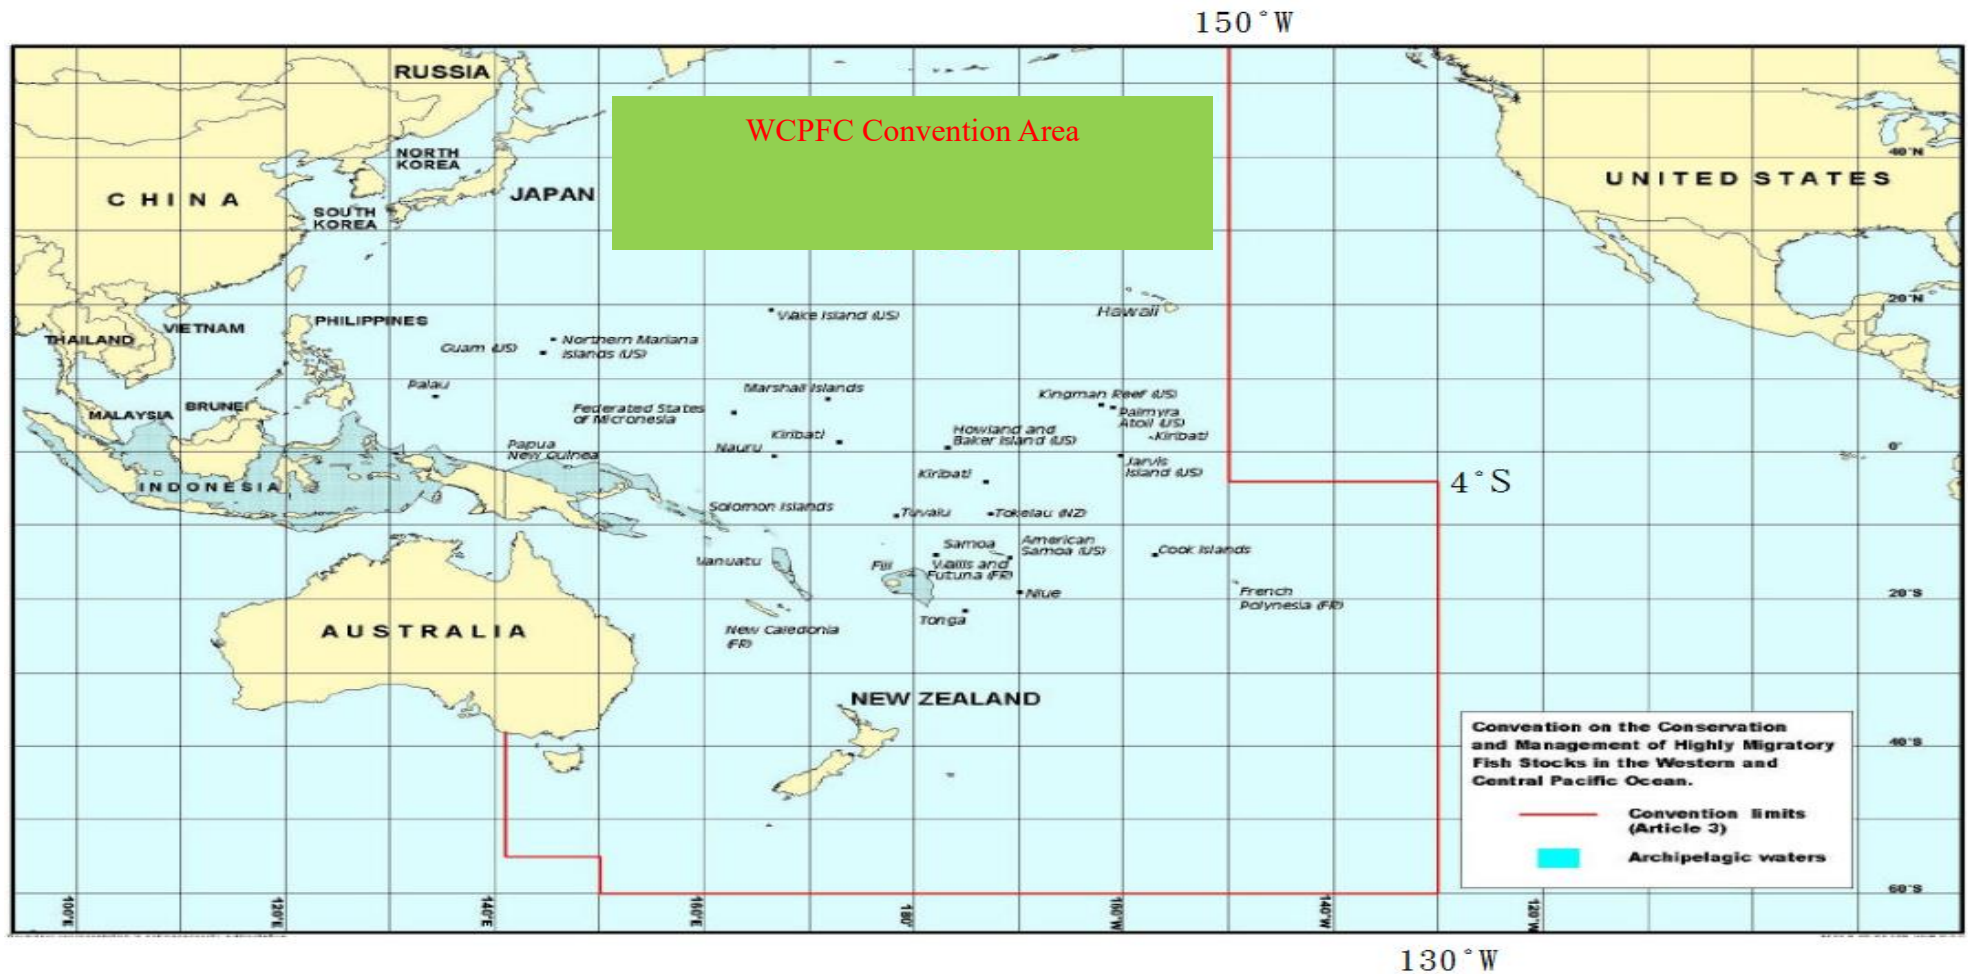 150°W
RUSSIA
WCPFC Convention Area
NORTH
KOREA
40°N
CHINA
JAPAN
UNITED STATES
SOUTH
KOREA
20°N
Wake Island (US)
Hawaii
PHILIPPINES
VIETNAM
THAILAND
Guam (US)
Northern Mariana
Islands (US)
Palau
Marshall Islands
Kingman Reef (US)
MALAYSIA
BRUNEI
Federated States
of Micronesia
Palmyra
Atoll (US)
Kiribati
Howland and
Baker Island (US)
Kiribati
Papua
New Guinea
Nauru
0°
Jarvis
Island (US)
Kiribati
INDONESIA
4°S
Solomon Islands
Tuvalu
Tokelau (NZ)
Samoa
American
Samoa (US)
Cook Islands
Vanuatu
Fiji
Wallis and
Futuna (FR)
Niue
French
Polynesia (FR)
20°S
Tonga
AUSTRALIA
New Caledonia
(FR)
NEW ZEALAND
Convention on the Conservation
and Management of Highly Migratory
Fish Stocks in the Western and
Central Pacific Ocean.
40°S
Convention limits
(Article 3)
Archipelagic waters
60°S
100°E
120°E
140°E
160°E
180°
160°W
140°W
120°W
130°W